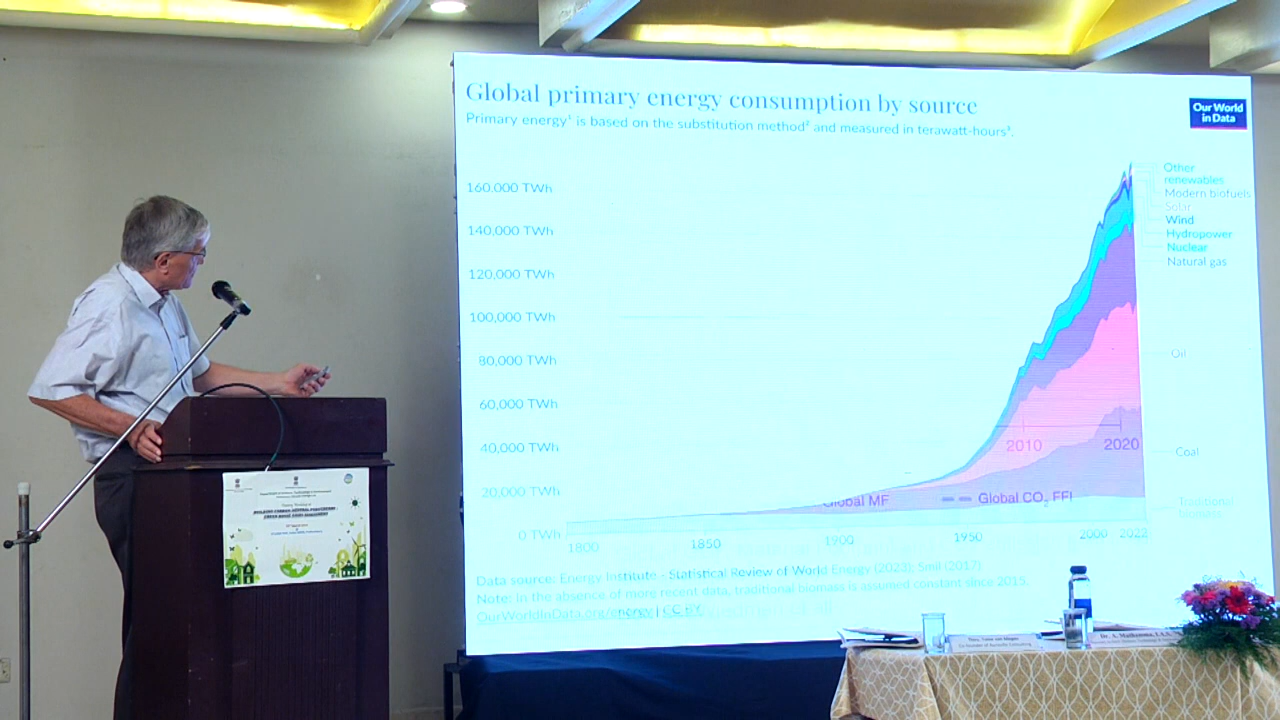 Global primary energy consumption by source
Primary energy¹ is based on the substitution method² and measured in terawatt-hours³.
Our World
in Data
160,000 TWh
140,000 TWh
120,000 TWh
100,000 TWh
80,000 TWh
60,000 TWh
40,000 TWh
20,000 TWh
0 TWh
Other
renewables
Modern biofuels
Solar
Wind
Hydropower
Nuclear
Natural gas
Oil
Coal
Traditional
biomass
2010 2020
Global MF Global CO₂ FFI
1800 1850 1900 1950 2000 2022
Data source: Energy Institute - Statistical Review of World Energy (2023); Smil (2017)
Note: In the absence of more recent data, traditional biomass is assumed constant since 2015.
OurWorldInData.org/energy | CC BY